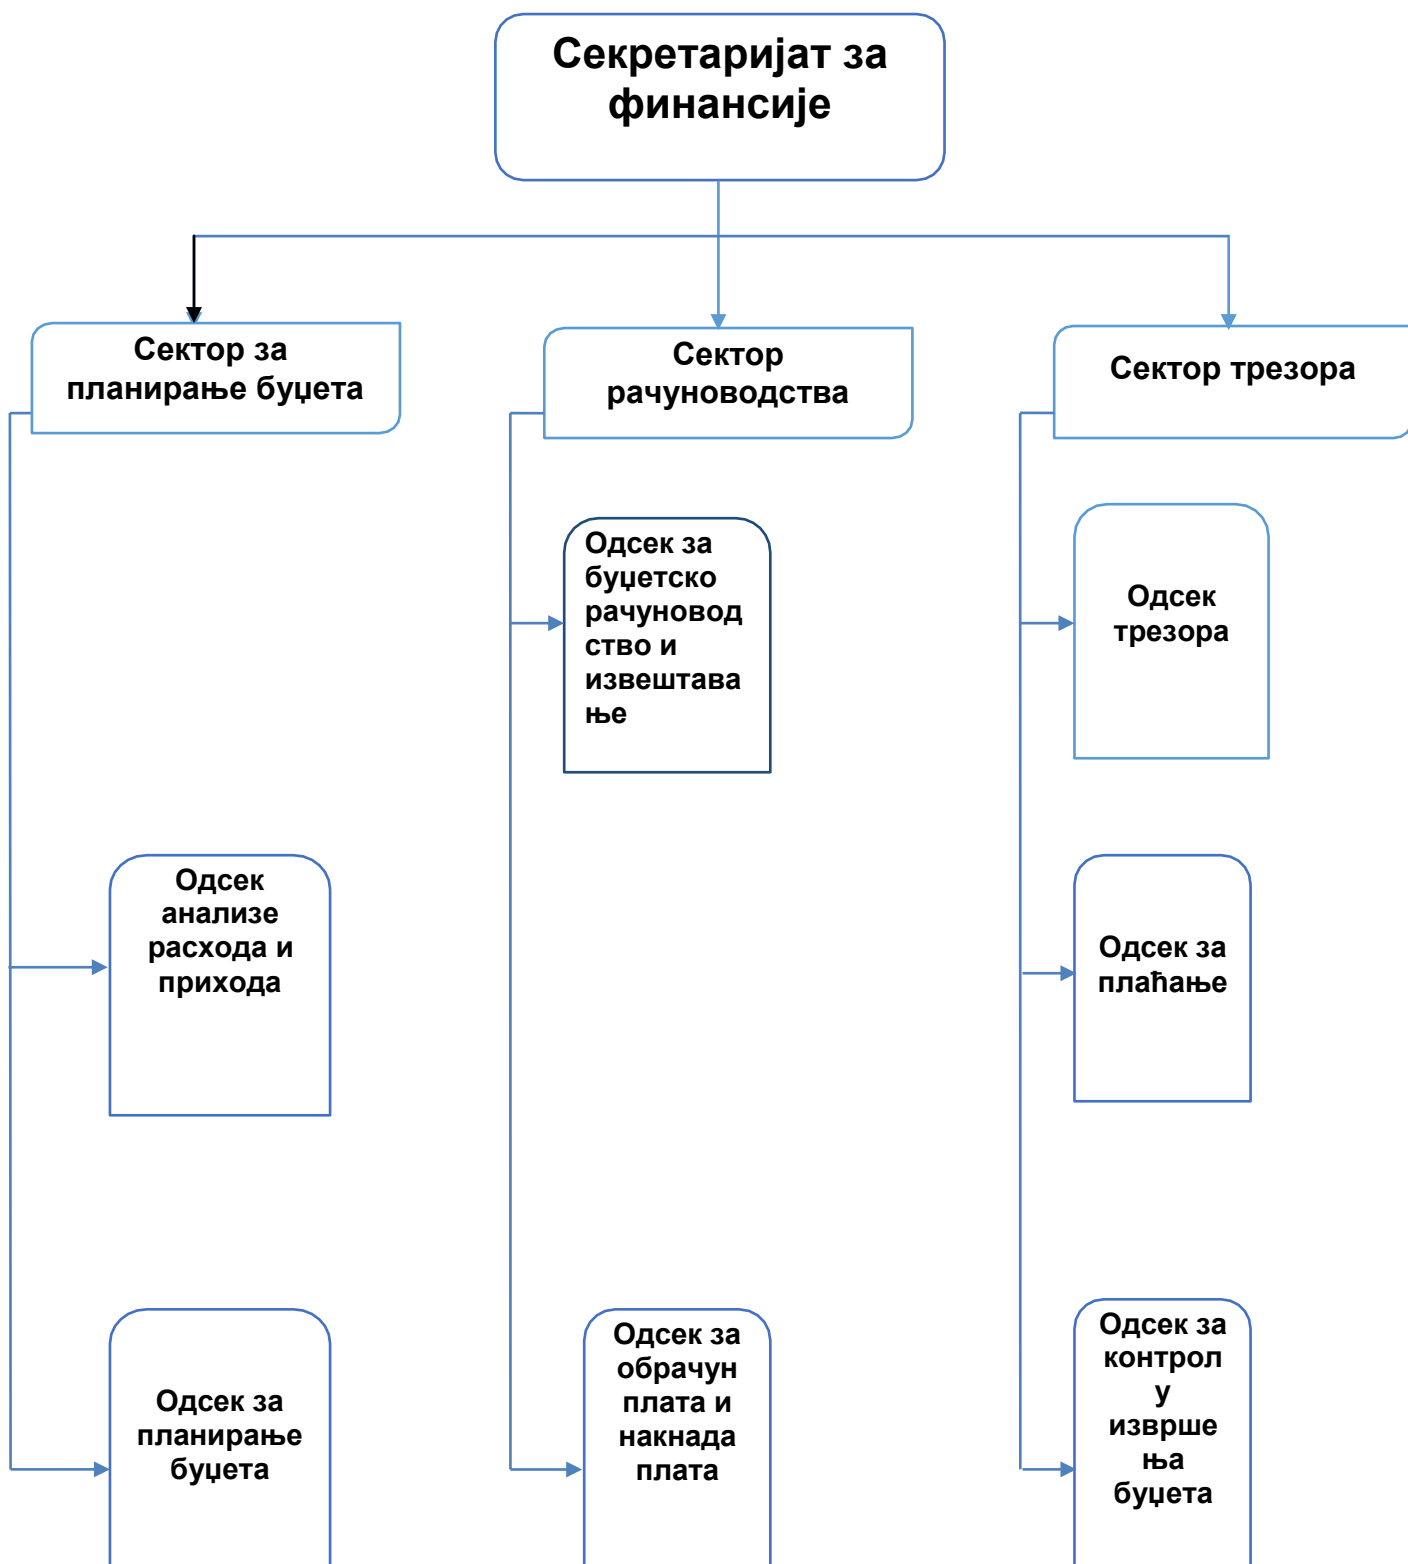 Секретаријат за
финансије
Сектор за
планирање буџета
Сектор
рачуноводства
Сектор трезора
Одсек за
буџетско
рачуновод
ство и
извештава
ње
Одсек
трезора
Одсек
анализе
расхода и
прихода
Одсек за
плаћање
Одсек за
планирање
буџета
Одсек за
обрачун
плата и
накнада
плата
Одсек за
контрол
у
изврше
ња
буџета